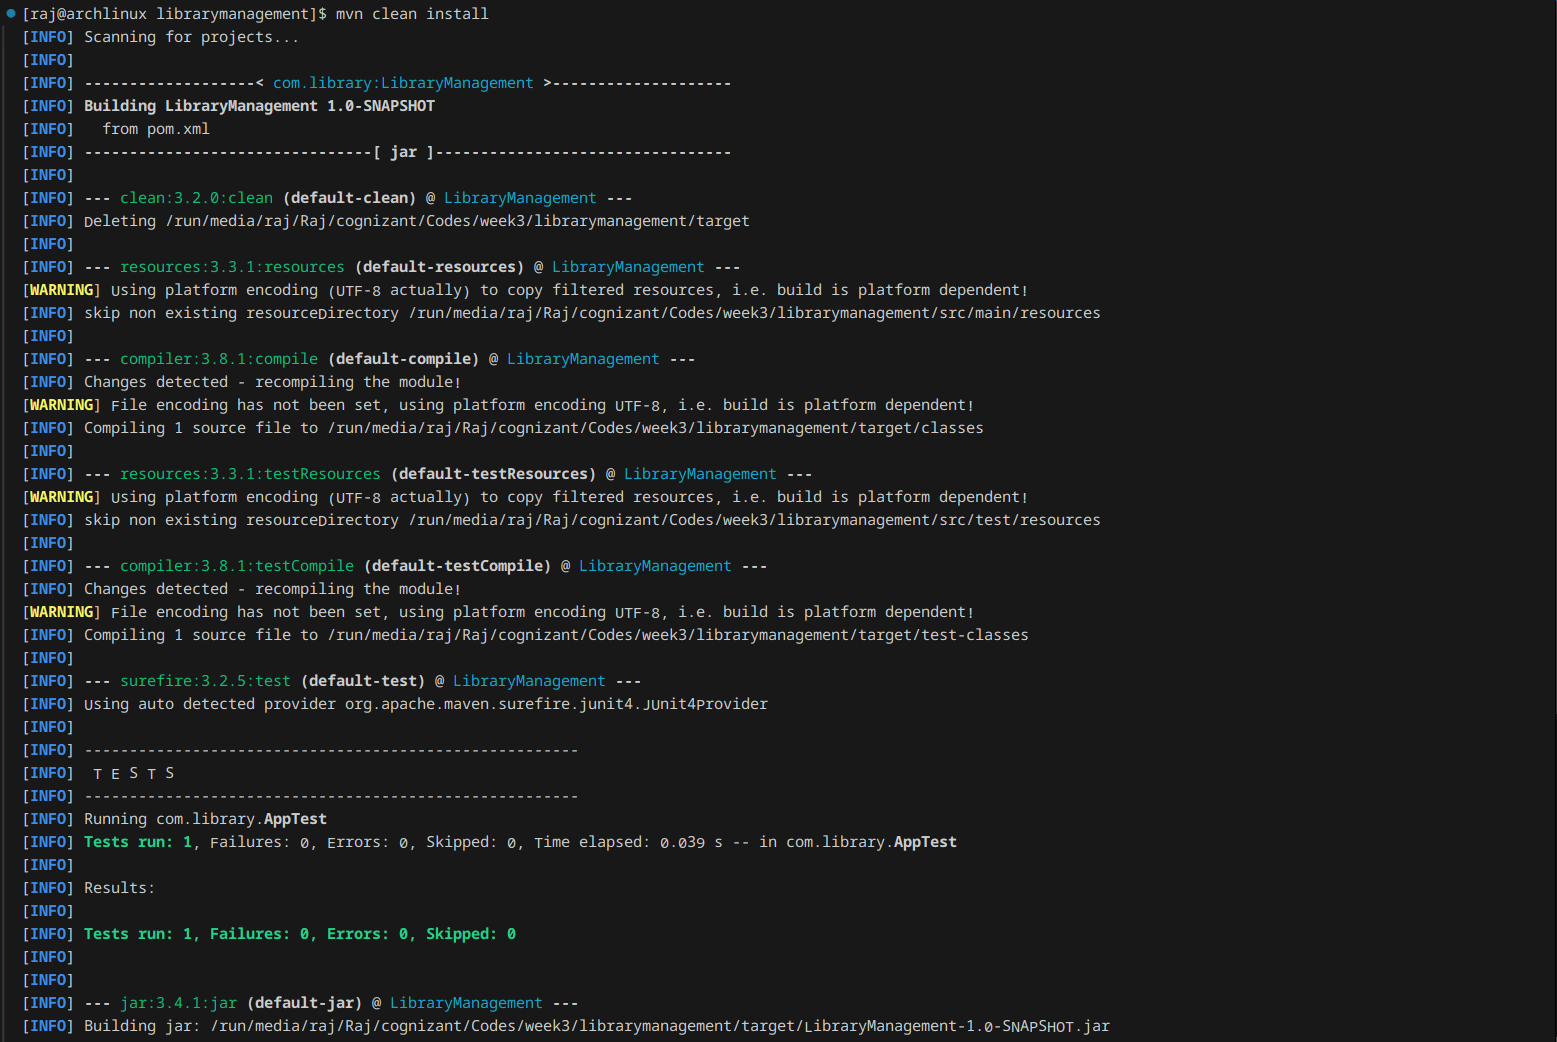 [raj@archlinux librarymanagement]$ mvn clean install
[INFO] Scanning for projects...
[INFO]
[INFO] -------------------< com.library:LibraryManagement >--------------------
[INFO] Building LibraryManagement 1.0-SNAPSHOT
[INFO]   from pom.xml
[INFO] --------------------------------[ jar ]---------------------------------
[INFO]
[INFO] --- clean:3.2.0:clean (default-clean) @ LibraryManagement ---
[INFO] Deleting /run/media/raj/Raj/cognizant/Codes/week3/librarymanagement/target
[INFO]
[INFO] --- resources:3.3.1:resources (default-resources) @ LibraryManagement ---
[WARNING] Using platform encoding (UTF-8 actually) to copy filtered resources, i.e. build is platform dependent!
[INFO] skip non existing resourceDirectory /run/media/raj/Raj/cognizant/Codes/week3/librarymanagement/src/main/resources
[INFO]
[INFO] --- compiler:3.8.1:compile (default-compile) @ LibraryManagement ---
[INFO] Changes detected - recompiling the module!
[WARNING] File encoding has not been set, using platform encoding UTF-8, i.e. build is platform dependent!
[INFO] Compiling 1 source file to /run/media/raj/Raj/cognizant/Codes/week3/librarymanagement/target/classes
[INFO]
[INFO] --- resources:3.3.1:testResources (default-testResources) @ LibraryManagement ---
[WARNING] Using platform encoding (UTF-8 actually) to copy filtered resources, i.e. build is platform dependent!
[INFO] skip non existing resourceDirectory /run/media/raj/Raj/cognizant/Codes/week3/librarymanagement/src/test/resources
[INFO]
[INFO] --- compiler:3.8.1:testCompile (default-testCompile) @ LibraryManagement ---
[INFO] Changes detected - recompiling the module!
[WARNING] File encoding has not been set, using platform encoding UTF-8, i.e. build is platform dependent!
[INFO] Compiling 1 source file to /run/media/raj/Raj/cognizant/Codes/week3/librarymanagement/target/test-classes
[INFO]
[INFO] --- surefire:3.2.5:test (default-test) @ LibraryManagement ---
[INFO] Using auto detected provider org.apache.maven.surefire.junit4.JUnit4Provider
[INFO]
[INFO] -------------------------------------------------------
[INFO]  T E S T S
[INFO] -------------------------------------------------------
[INFO] Running com.library.AppTest
[INFO] Tests run: 1, Failures: 0, Errors: 0, Skipped: 0, Time elapsed: 0.039 s -- in com.library.AppTest
[INFO]
[INFO] Results:
[INFO]
[INFO] Tests run: 1, Failures: 0, Errors: 0, Skipped: 0
[INFO]
[INFO]
[INFO] --- jar:3.4.1:jar (default-jar) @ LibraryManagement ---
[INFO] Building jar: /run/media/raj/Raj/cognizant/Codes/week3/librarymanagement/target/LibraryManagement-1.0-SNAPSHOT.jar